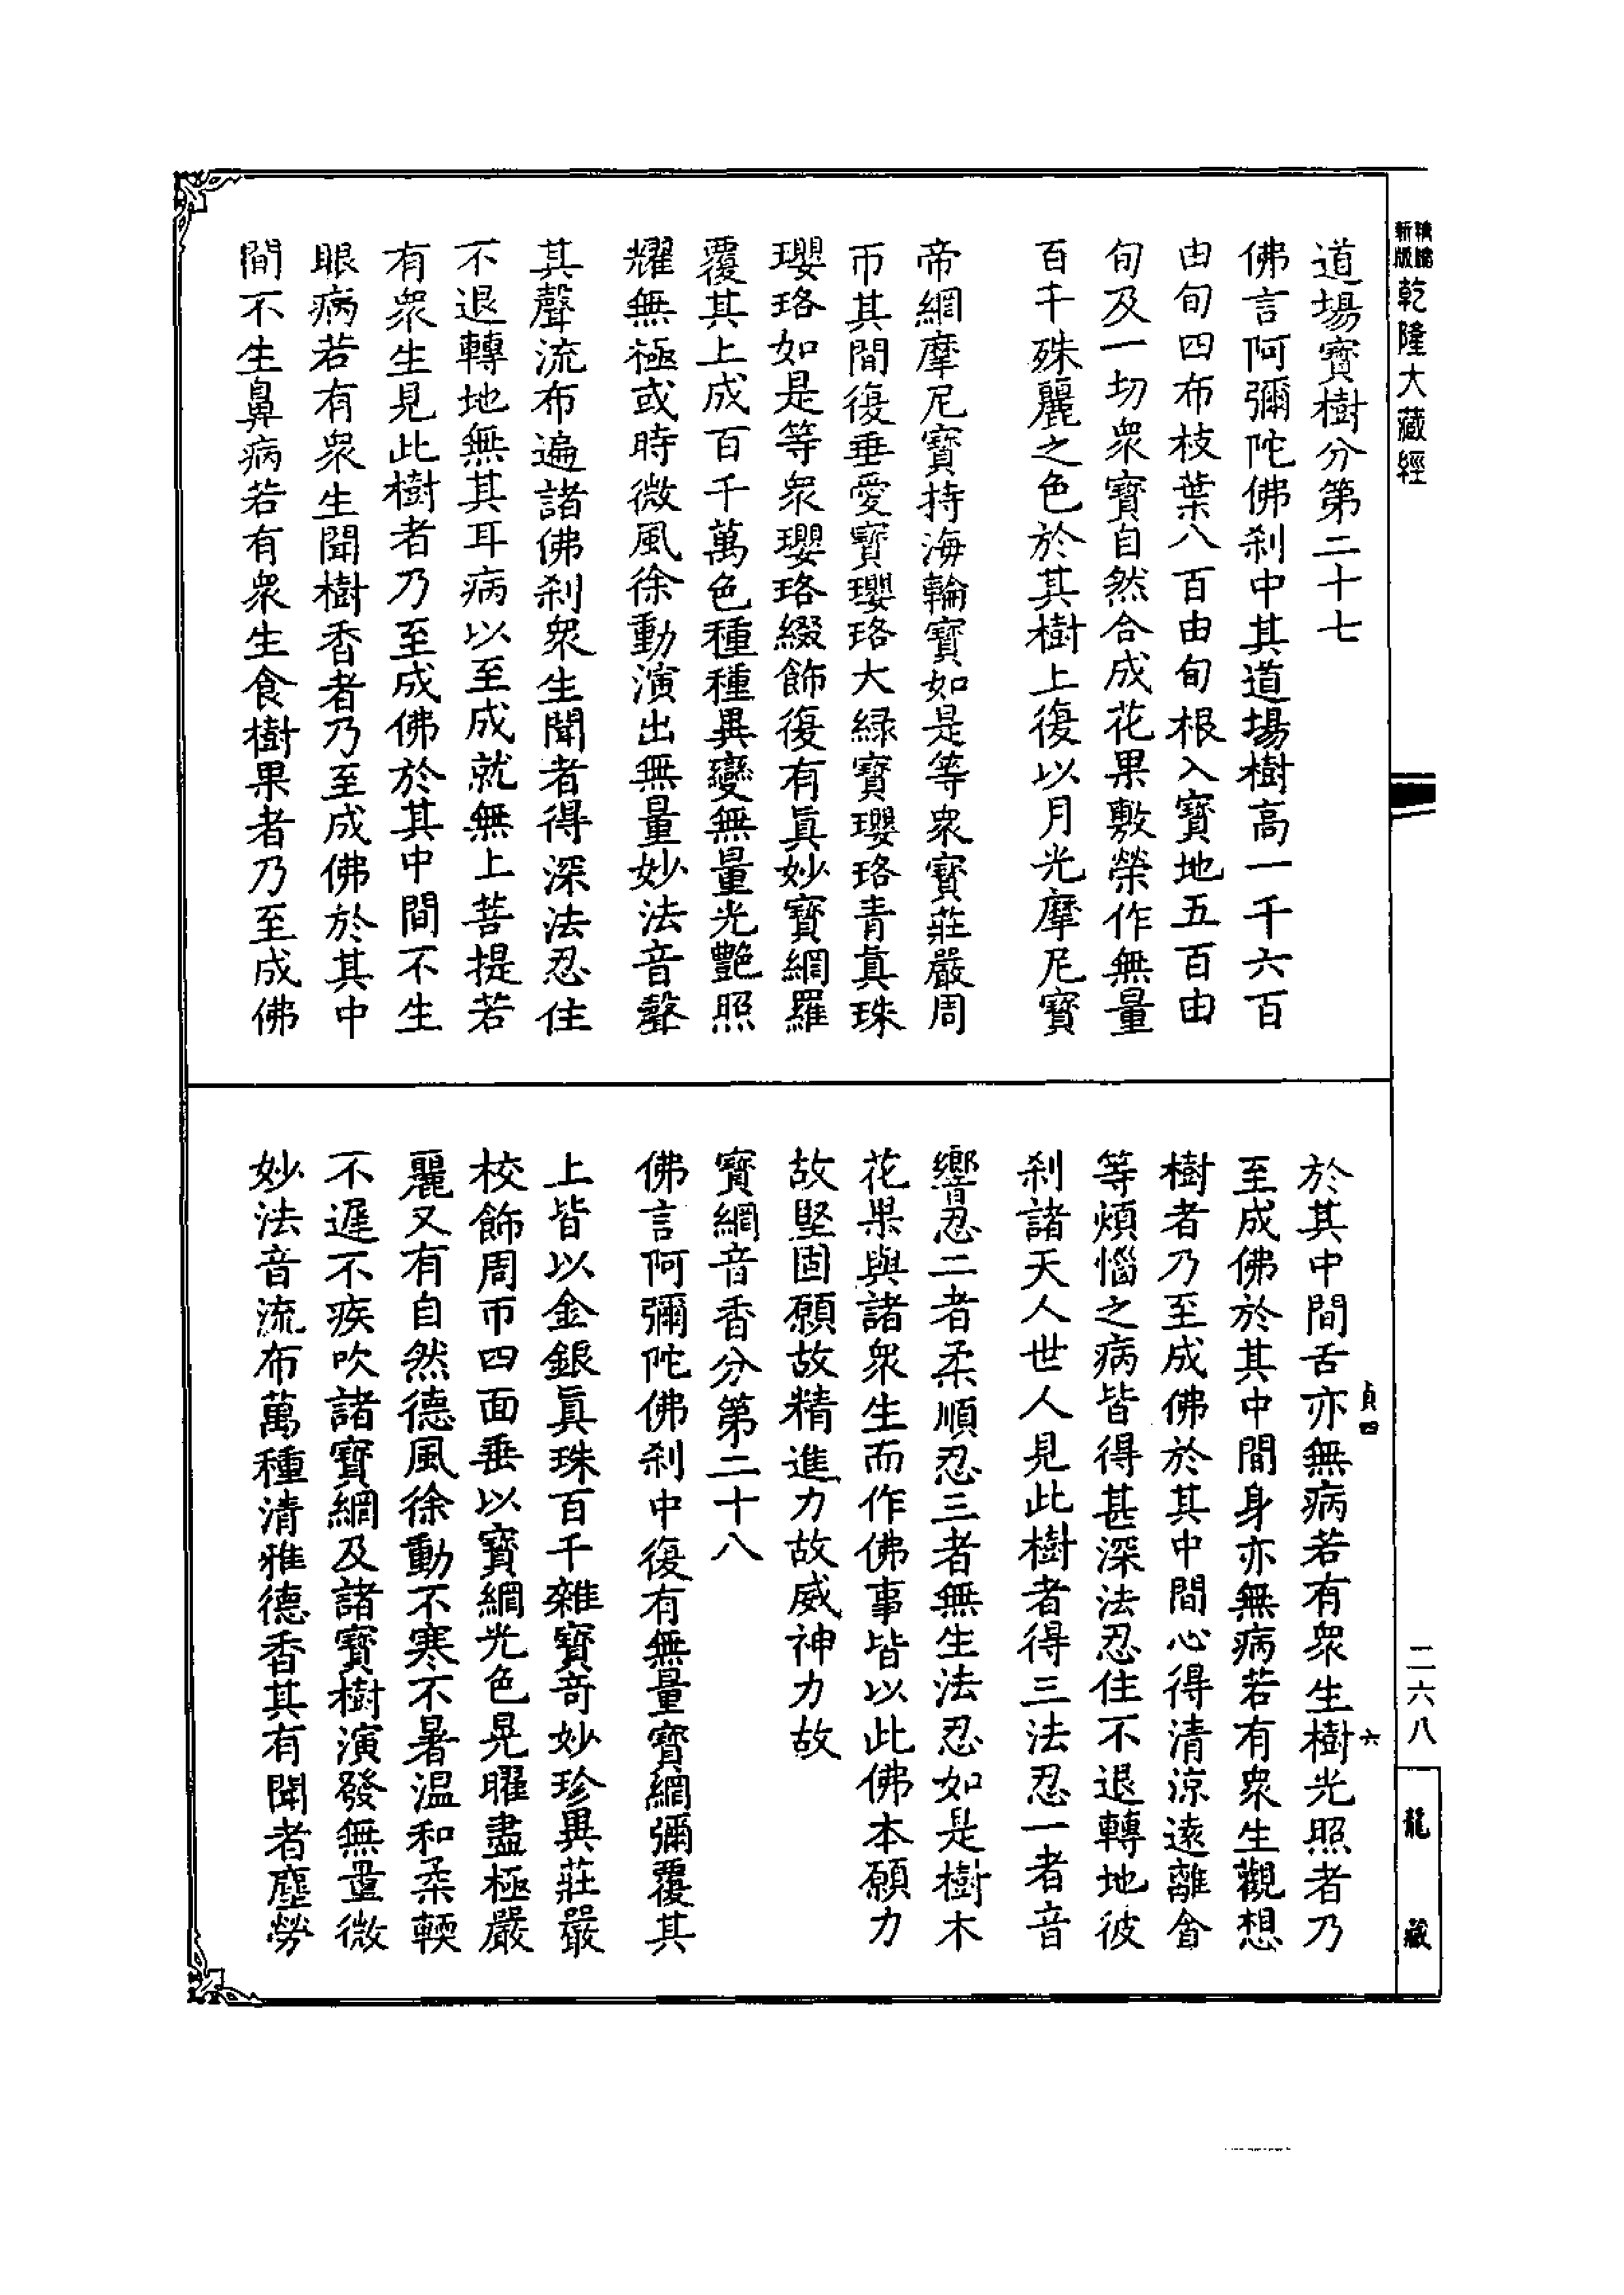 乾隆大藏經
道場寶樹分第二十七
佛言阿彌陀佛刹中其道場樹高一千六百
由旬四布枝葉八百由旬根入寶地五百由
旬及一切衆寶自然合成花果敷榮作無量
百千殊麗之色於其樹上復以月光摩尼寶
帝網摩尼寶持海輪寶如是等衆寶莊嚴周
帀其間復垂愛寶瓔珞大緑寶瓔珞青真珠
瓔珞如是等衆瓔珞綴飾復有眞妙寶網羅
覆其上成百千萬色種種異變無量光艶照
耀無極或時微風徐動演出無量妙法音聲
其聲流布遍諸佛刹衆生聞者得深法忍住
不退轉地無其耳病以至成就無上菩提若
有衆生見此樹者乃至成佛於其中間不生
眼病若有衆生聞樹香者乃至成佛於其中
間不生鼻病若有衆生食樹果者乃至成佛
於其中間舌亦無病若有衆生樹光照者乃
至成佛於其中間身亦無病若有衆生觀想
樹者乃至成佛於其中間心得清涼遠離貪
等煩惱之病皆得甚深法忍住不退轉地彼
刹諸天人世人見此樹者得三法忍一者音
響忍二者柔順忍三者無生法忍如是樹木
花果與諸衆生而作佛事皆以此佛本願力
故堅固願故精進力故威神力故
寶網音香分第二十八
佛言阿彌陀佛刹中復有無量寶網彌覆其
上皆以金銀眞珠百千雜寶奇妙珍異莊嚴
校飾周帀四面垂以寶網光色晃曜盡極嚴
麗又有自然德風徐動不寒不暑温和柔輭
不遲不疾吹諸寶網及諸寶樹演發無量微
妙法音流布萬種清雅德香其有聞者塵勞
貞四
六
二六八
龍藏